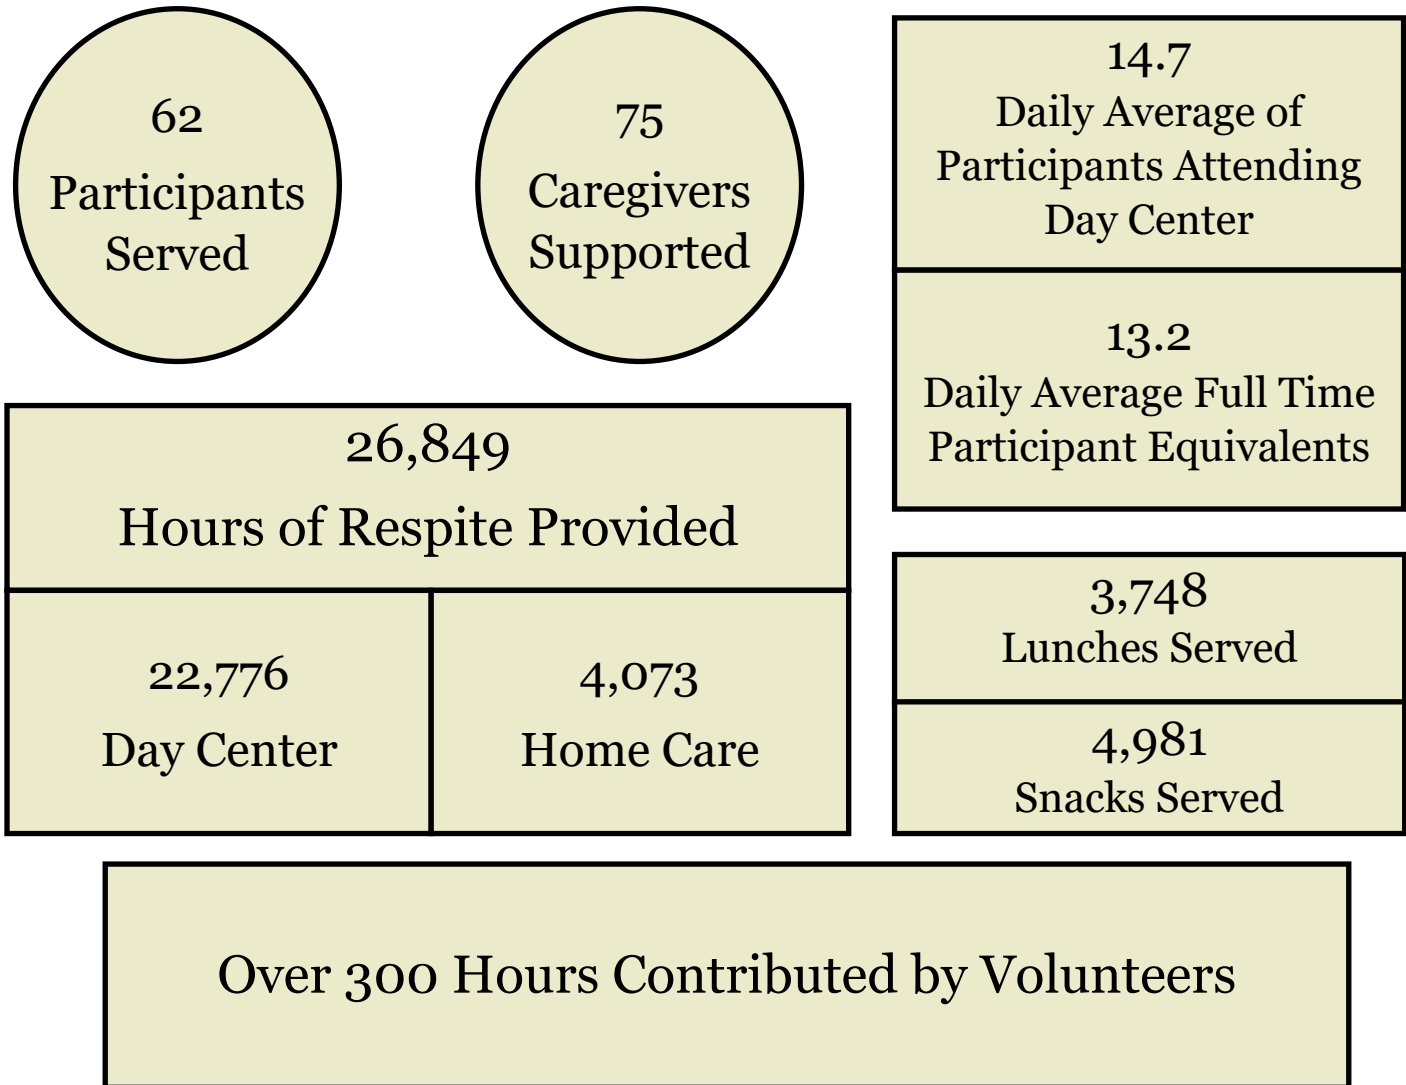 62
Participants
Served
75
Caregivers
Supported
14.7
Daily Average of
Participants Attending
Day Center
13.2
Daily Average Full Time
Participant Equivalents
26,849
Hours of Respite Provided
22,776
Day Center
4,073
Home Care
3,748
Lunches Served
4,981
Snacks Served
Over 300 Hours Contributed by Volunteers